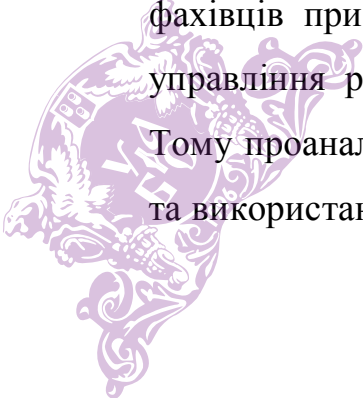 фахівців при
управління р
Тому проанал
та використан